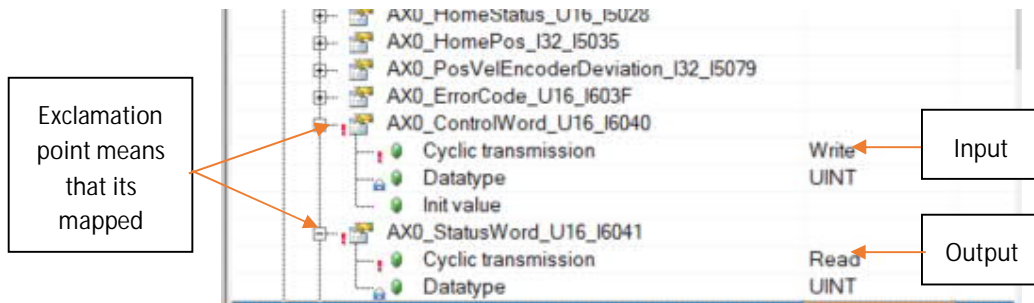 AX0_HomeStatus_U16_I5028
AX0_HomePos_I32_I5035
AX0_PosVelEncoderDeviation_I32_I5079
AX0_ErrorCode_U16_I603F
AX0_ControlWord_U16_I6040
Cyclic transmission Write
Datatype UINT
Init value
AX0_StatusWord_U16_I6041
Cyclic transmission Read
Datatype UINT
Exclamation
point means
that its
mapped
Input
Output